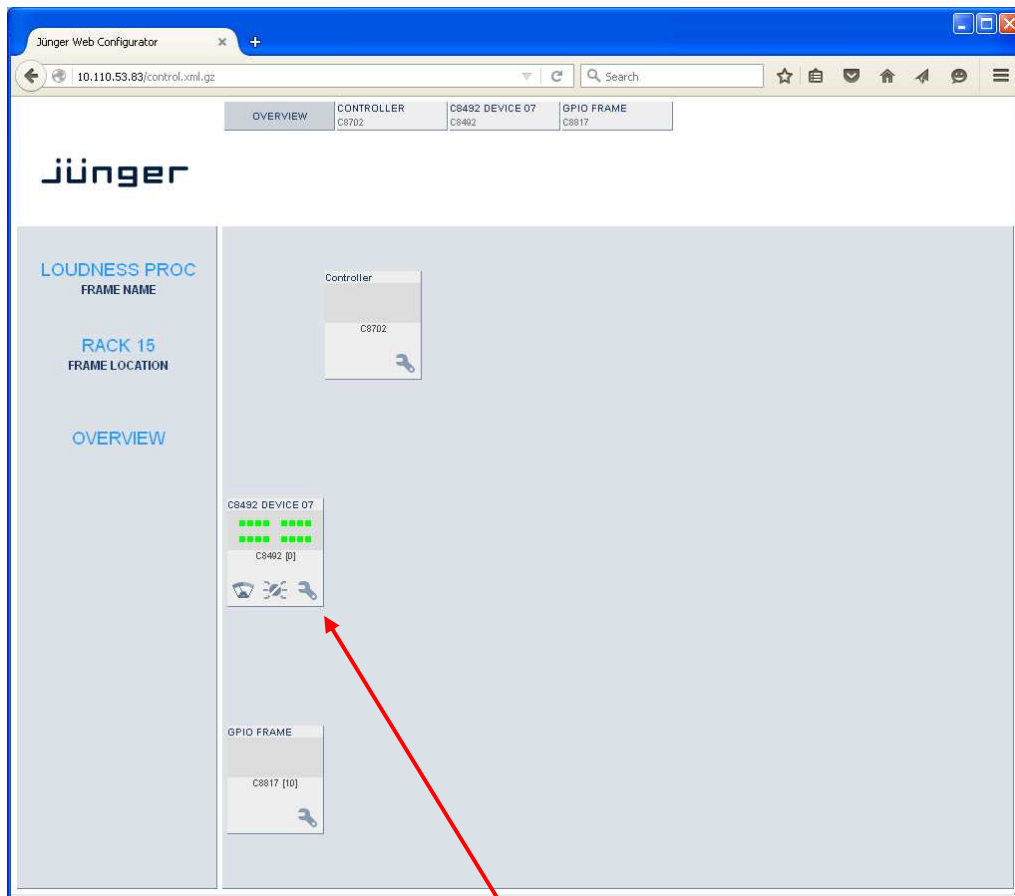 Jünger Web Configurator
10.110.53.83/control.xml.gz
Search
OVERVIEW
CONTROLLER
C8702
C8492 DEVICE 07
C8492
GPIO FRAME
C8817
jünger
LOUDNESS PROC
FRAME NAME
RACK 15
FRAME LOCATION
OVERVIEW
Controller
C8702
C8492 DEVICE 07
C8492 [0]
GPIO FRAME
C8817 [10]